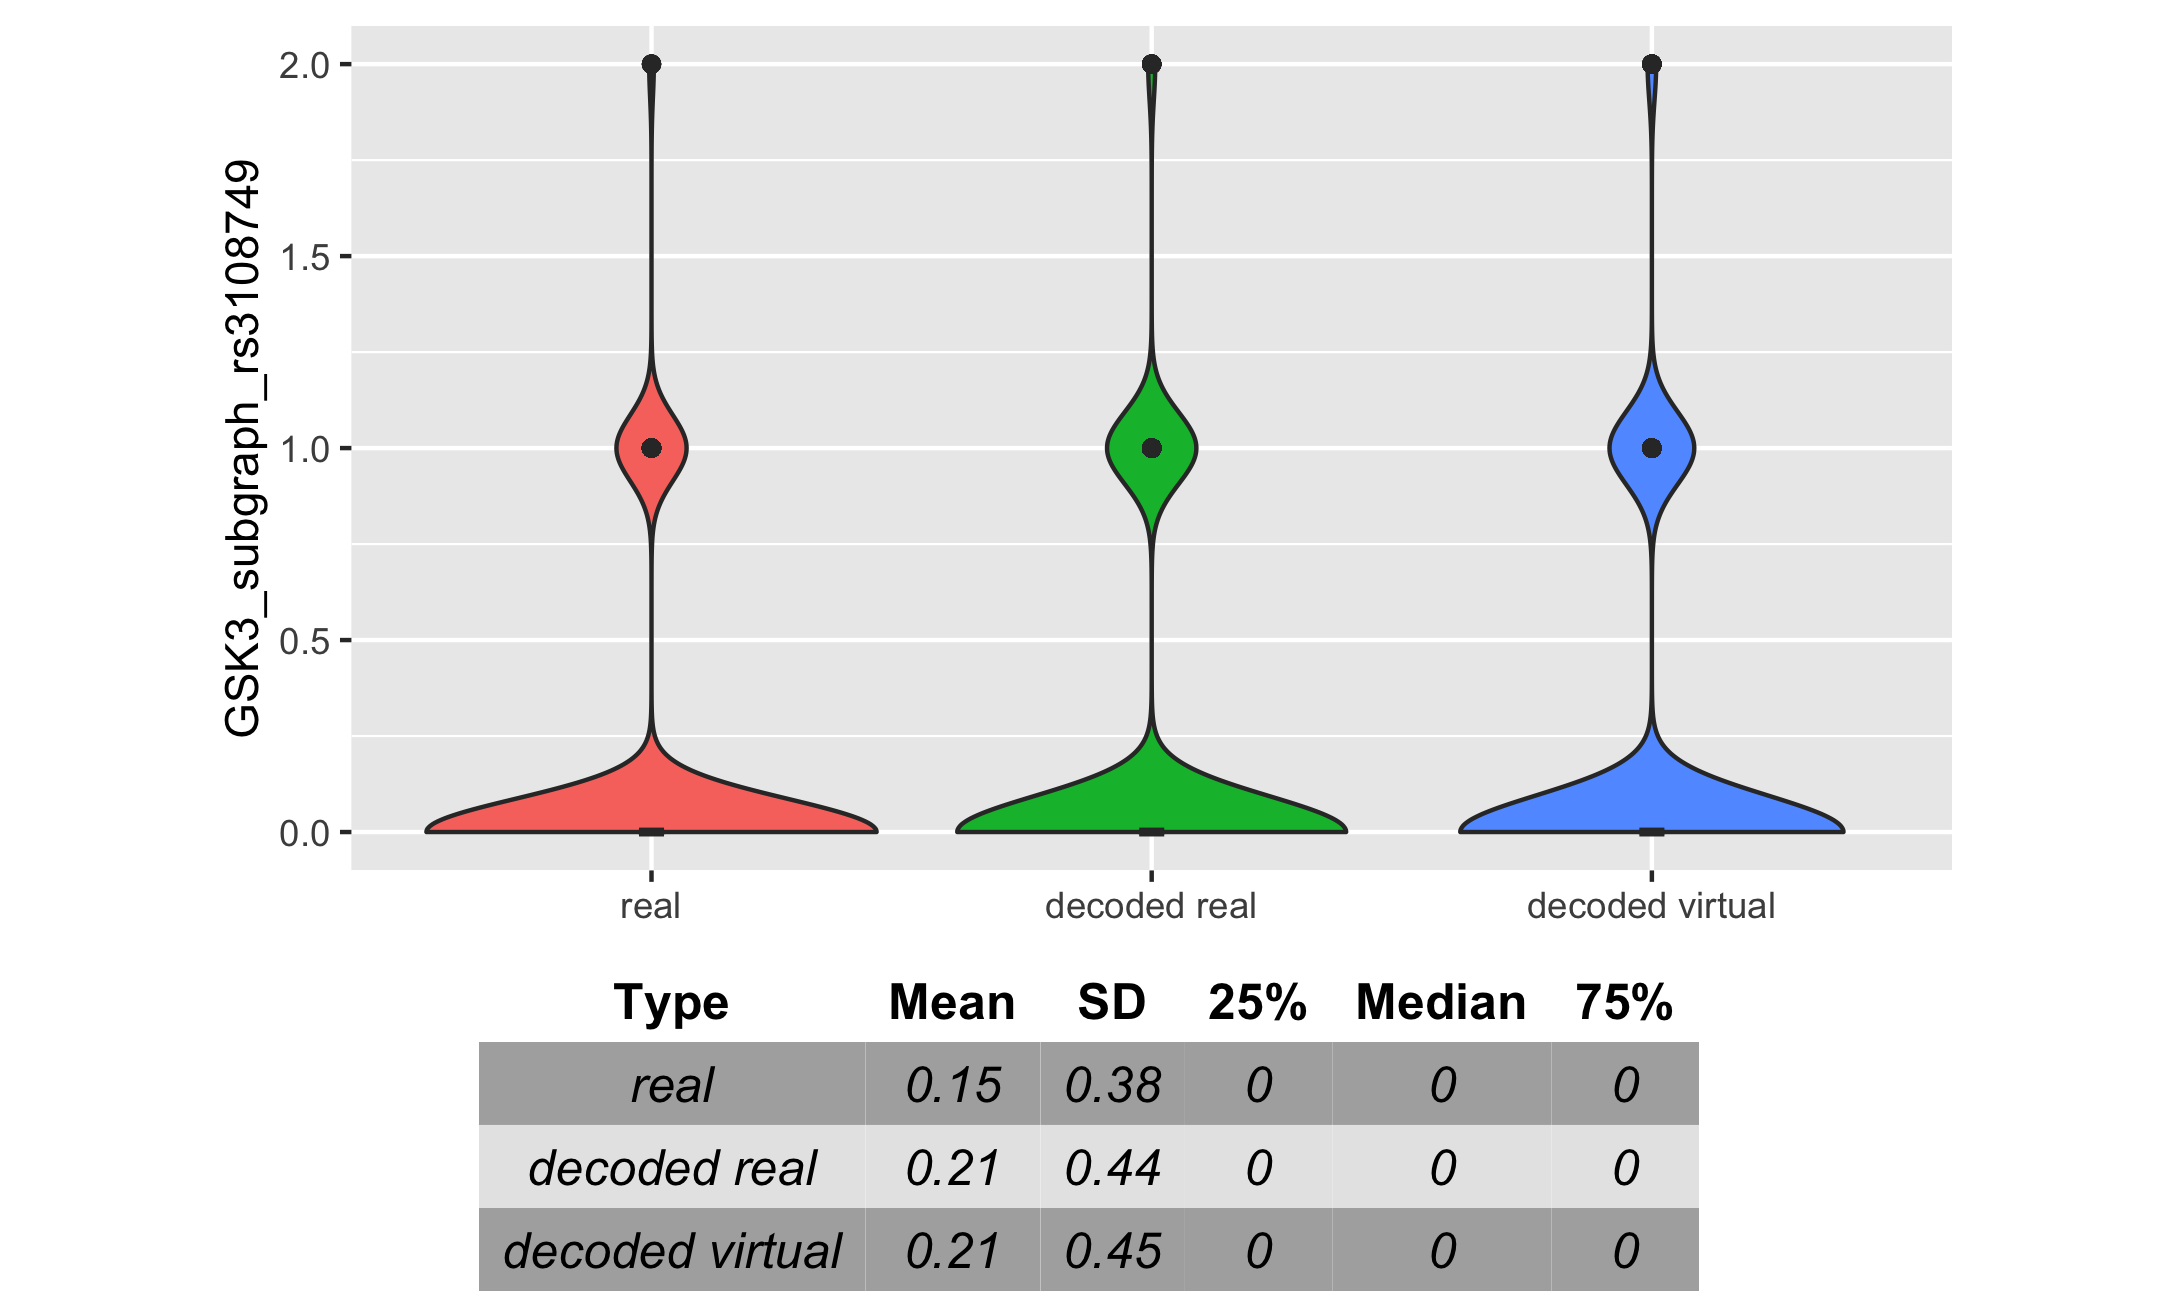 GSK3_subgraph_rs3108749
2.0
1.5
1.0
0.5
0.0
real decoded real decoded virtual
Type Mean SD 25% Median 75%
real 0.15 0.38 0 0 0
decoded real 0.21 0.44 0 0 0
decoded virtual 0.21 0.45 0 0 0